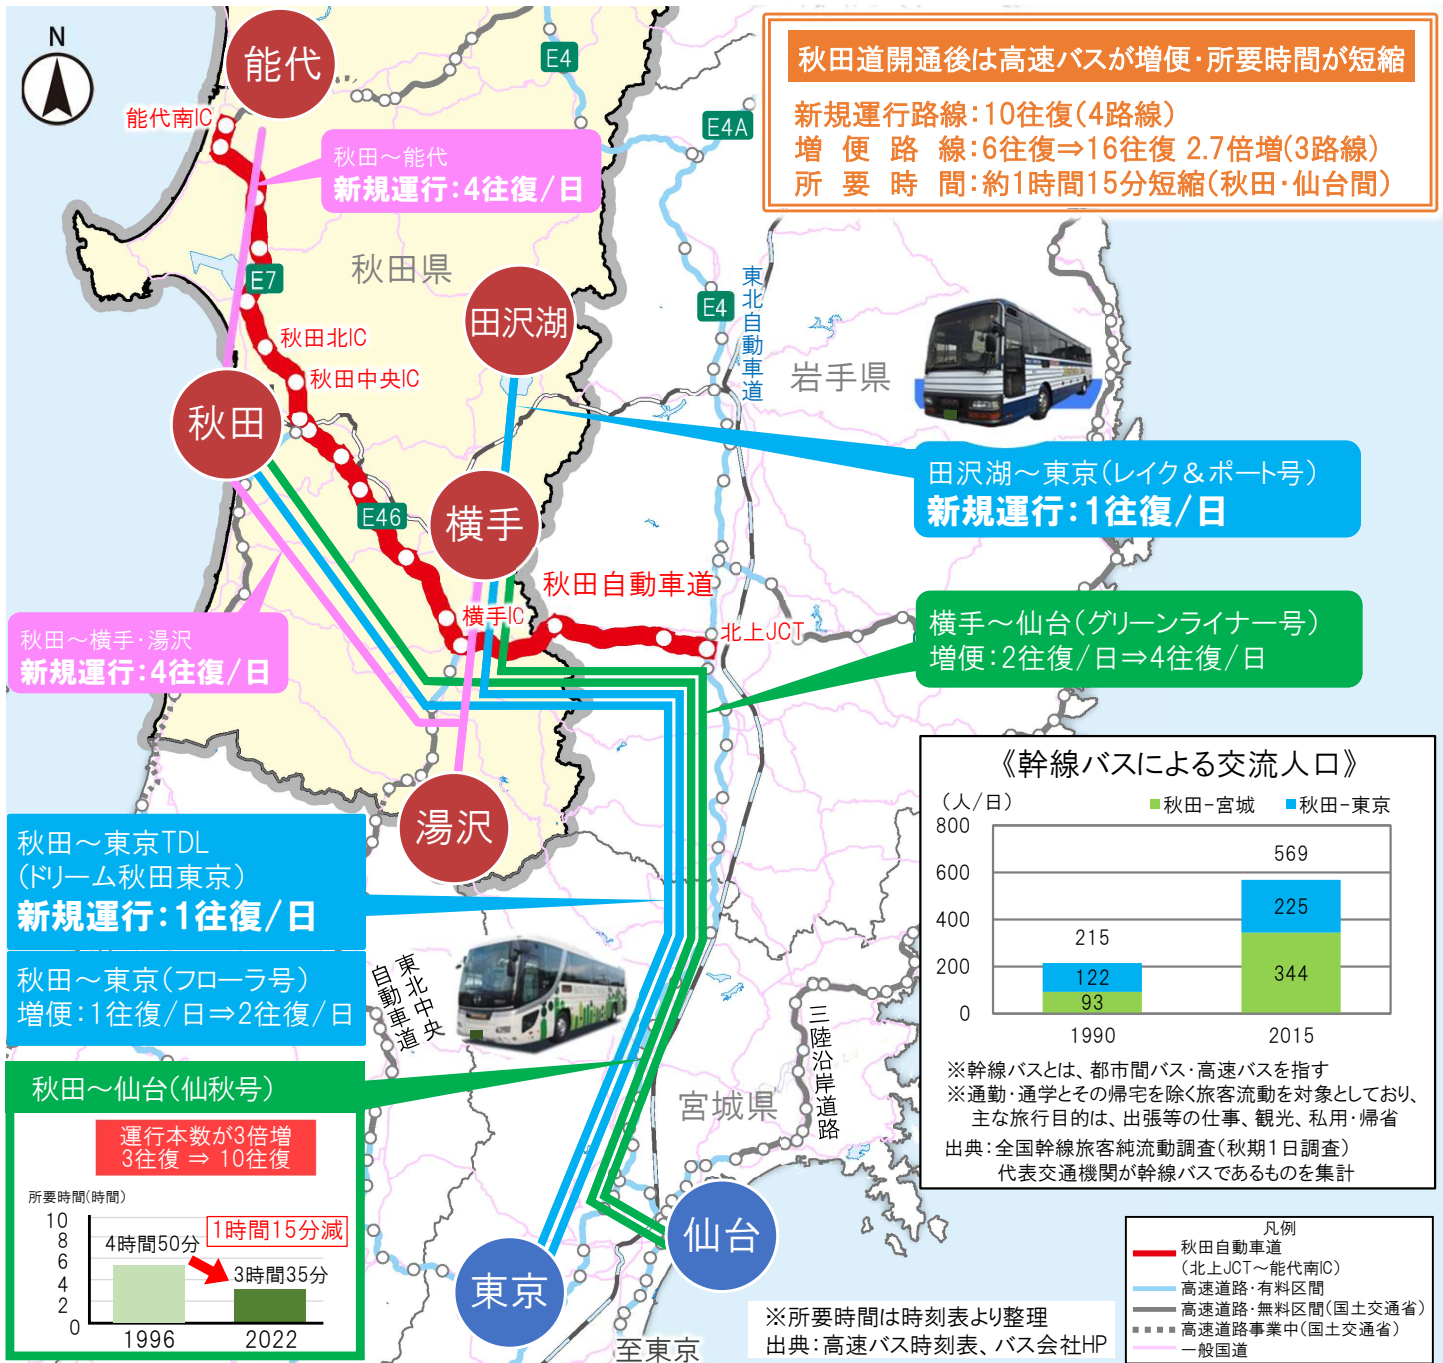 N
能代
E4
秋田道開通後は高速バスが増便・所要時間が短縮
新規運行路線：10往復(4路線)
増便路線：6往復⇒16往復 2.7倍増(3路線)
所要時間：約1時間15分短縮(秋田・仙台間)
能代南IC
E4A
秋田～能代
新規運行：4往復/日
秋田県
E7
田沢湖
E4
東北自動車道
秋田北IC
秋田中央IC
岩手県
秋田
田沢湖～東京(レイク＆ポート号)
新規運行：1往復/日
横手
E46
秋田自動車道
横手IC
北上JCT
横手～仙台(グリーンライナー号)
増便：2往復/日⇒4往復/日
秋田～横手・湯沢
新規運行：4往復/日
湯沢
秋田～東京TDL
(ドリーム秋田東京)
新規運行：1往復/日
秋田～東京(フローラ号)
増便：1往復/日⇒2往復/日
東北中央
自動車道
《幹線バスによる交流人口》
(人/日)
秋田-宮城 秋田-東京
800
600
400
200
0
215
122
93
569
225
344
1990 2015
※幹線バスとは、都市間バス・高速バスを指す
※通勤・通学とその帰宅を除く旅客流動を対象としており、
主な旅行目的は、出張等の仕事、観光、私用・帰省
出典：全国幹線旅客純流動調査(秋期1日調査)
代表交通機関が幹線バスであるものを集計
三陸沿岸道路
宮城県
秋田～仙台(仙秋号)
運行本数が3倍増
3往復 ⇒ 10往復
所要時間(時間)
10
8
6
4
2
0
4時間50分
1時間15分減
3時間35分
1996 2022
仙台
東京
至東京
※所要時間は時刻表より整理
出典：高速バス時刻表、バス会社HP
凡例
秋田自動車道
(北上JCT～能代南IC)
高速道路・有料区間
高速道路・無料区間(国土交通省)
高速道路事業中(国土交通省)
一般国道